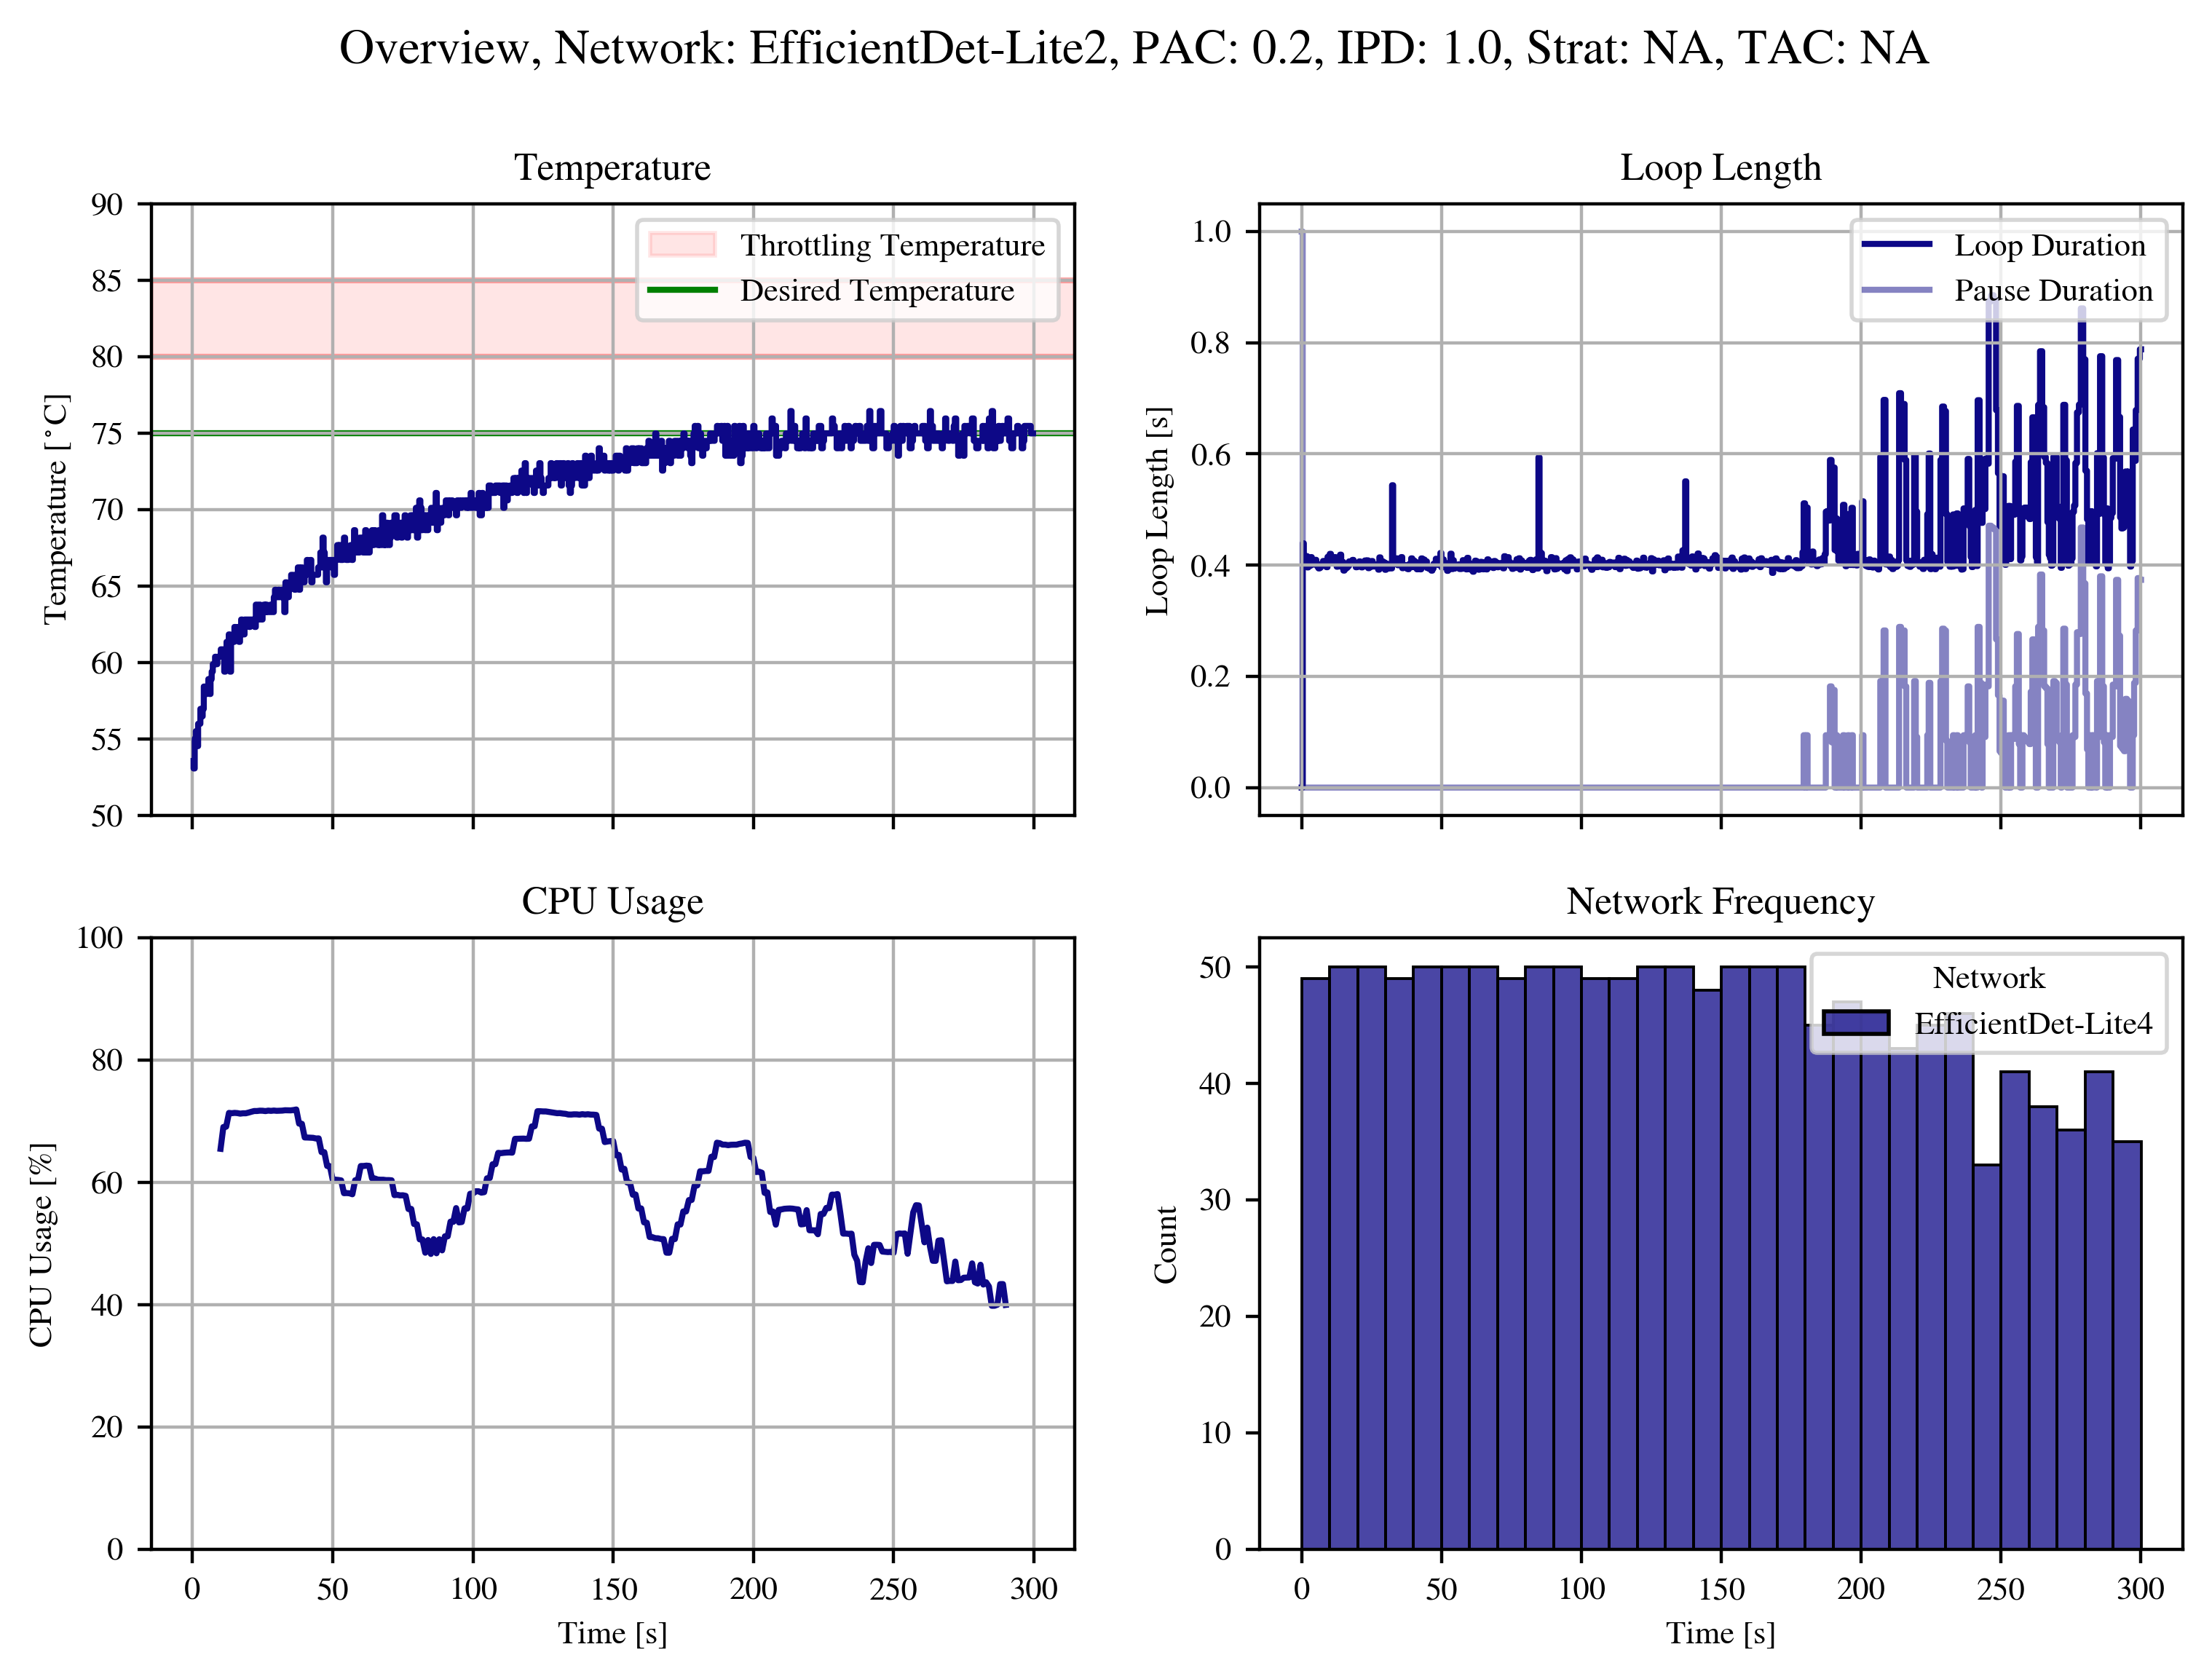 Overview, Network: EfficientDet-Lite2, PAC: 0.2, IPD: 1.0, Strat: NA, TAC: NA
Temperature
90
85
80
75
70
65
60
55
50
Temperature [°C]
Throttling Temperature
Desired Temperature
Loop Length
1.0
0.8
0.6
0.4
0.2
0.0
Loop Length [s]
Loop Duration
Pause Duration
CPU Usage
100
80
60
40
20
0
CPU Usage [%]
0 50 100 150 200 250 300
Time [s]
Network Frequency
50
40
30
20
10
0
Count
Network
EfficientDet-Lite4
0 50 100 150 200 250 300
Time [s]